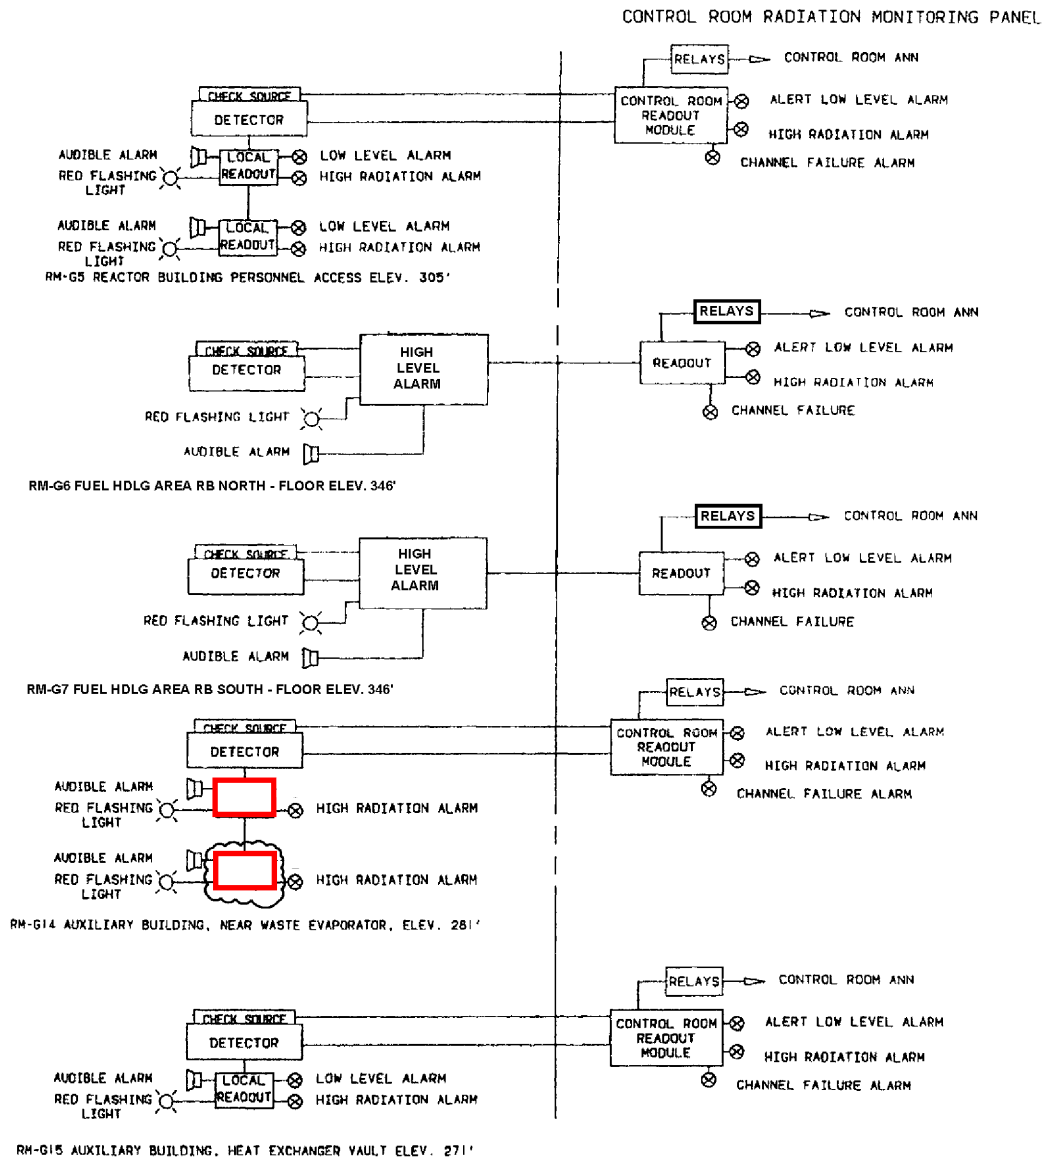 CONTROL ROOM RADIATION MONITORING PANEL
RELAYS
CONTROL ROOM ANN
CHECK SOURCE
DETECTOR
CONTROL ROOM
READOUT
MODULE
ALERT LOW LEVEL ALARM
HIGH RADIATION ALARM
CHANNEL FAILURE ALARM
AUDIBLE ALARM
LOCAL
READOUT
LOW LEVEL ALARM
RED FLASHING
LIGHT
HIGH RADIATION ALARM
AUDIBLE ALARM
LOCAL
READOUT
LOW LEVEL ALARM
RED FLASHING
LIGHT
HIGH RADIATION ALARM
RM-G5 REACTOR BUILDING PERSONNEL ACCESS ELEV. 305'
RELAYS
CONTROL ROOM ANN
CHECK SOURCE
DETECTOR
HIGH
LEVEL
ALARM
READOUT
ALERT LOW LEVEL ALARM
HIGH RADIATION ALARM
CHANNEL FAILURE
RED FLASHING LIGHT
AUDIBLE ALARM
RM-G6 FUEL HDLG AREA RB NORTH - FLOOR ELEV. 346'
RELAYS
CONTROL ROOM ANN
CHECK SOURCE
DETECTOR
HIGH
LEVEL
ALARM
READOUT
ALERT LOW LEVEL ALARM
HIGH RADIATION ALARM
CHANNEL FAILURE
RED FLASHING LIGHT
AUDIBLE ALARM
RM-G7 FUEL HDLG AREA RB SOUTH - FLOOR ELEV. 346'
RELAYS
CONTROL ROOM ANN
CHECK SOURCE
DETECTOR
CONTROL ROOM
READOUT
MODULE
ALERT LOW LEVEL ALARM
HIGH RADIATION ALARM
CHANNEL FAILURE ALARM
AUDIBLE ALARM
RED FLASHING
LIGHT
HIGH RADIATION ALARM
AUDIBLE ALARM
RED FLASHING
LIGHT
HIGH RADIATION ALARM
RM-G14 AUXILIARY BUILDING, NEAR WASTE EVAPORATOR, ELEV. 281'
RELAYS
CONTROL ROOM ANN
CHECK SOURCE
DETECTOR
CONTROL ROOM
READOUT
MODULE
ALERT LOW LEVEL ALARM
HIGH RADIATION ALARM
CHANNEL FAILURE ALARM
AUDIBLE ALARM
LOCAL
READOUT
LOW LEVEL ALARM
RED FLASHING
LIGHT
HIGH RADIATION ALARM
RM-G15 AUXILIARY BUILDING, HEAT EXCHANGER VAULT ELEV. 271'